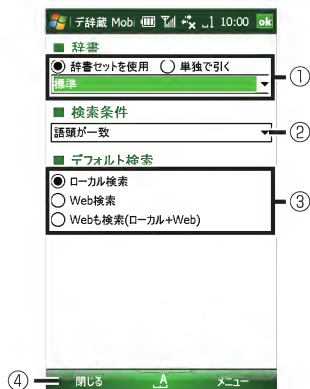 デ辞蔵 Mobi 10:00 ok
■ 辞書
辞書セットを使用 単独で引く
標準
①
■ 検索条件
語頭が一致
②
■ デフォルト検索
ローカル検索
Web検索
Webも検索(ローカル+Web)
③
④ 閉じる A メニュー